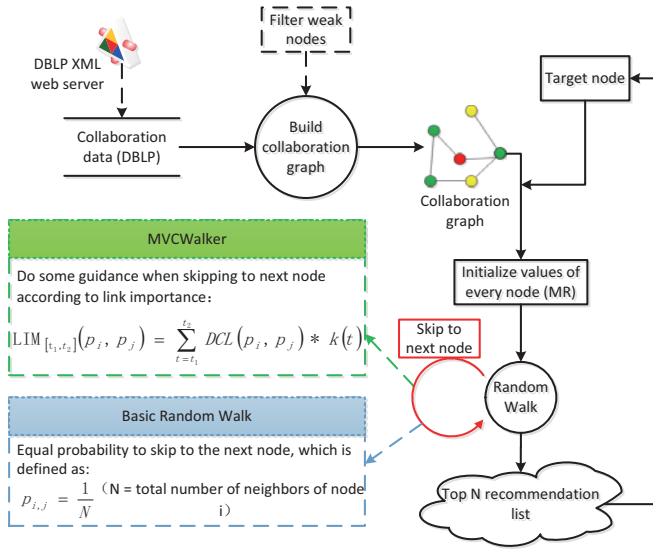 Filter weak
nodes
DBLP XML
web server
Target node
Collaboration
data (DBLP)
Build
collaboration
graph
Collaboration
graph
MVCWalker
Do some guidance when skipping to next node
according to link importance:
LIM[t₁,t₂](pᵢ, pⱼ) = ∑ₜ₌ₜ₁ᵗ₂ DCL(pᵢ, pⱼ) * k(t)
Initialize values of
every node (MR)
Skip to
next node
Random
Walk
Basic Random Walk
Equal probability to skip to the next node, which is
defined as:
pᵢ,ⱼ = 1/N (N = total number of neighbors of node
i)
Top N recommendation
list